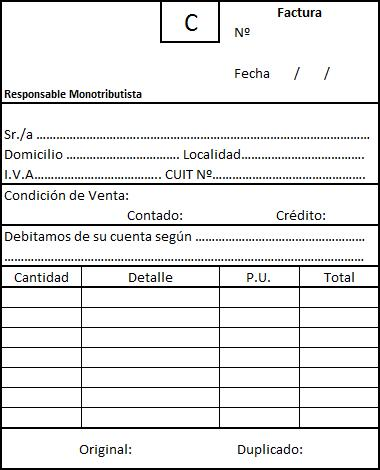 C
Factura
Nº
Fecha / /
Responsable Monotributista
Sr./a ......................................................................................
Domicilio .................................. Localidad.....................................
I.V.A...................................... CUIT Nº..............................................
Condición de Venta:
Contado: Crédito:
Debitamos de su cuenta según ...................................................
............................................................................................................
Cantidad Detalle P.U. Total
Original: Duplicado: